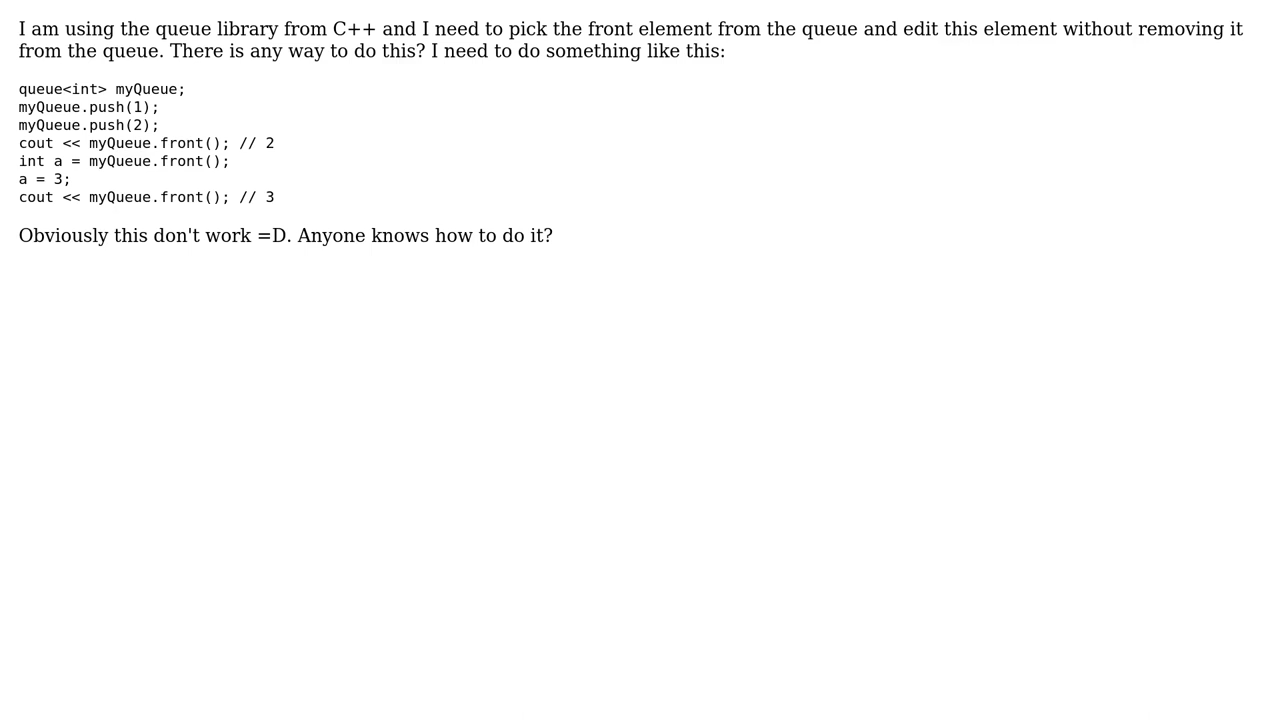 I am using the queue library from C++ and I need to pick the front element from the queue and edit this element without removing it
from the queue. There is any way to do this? I need to do something like this:
queue<int> myQueue;
myQueue.push(1);
myQueue.push(2);
cout << myQueue.front(); // 2
int a = myQueue.front();
a = 3;
cout << myQueue.front(); // 3
Obviously this don't work =D. Anyone knows how to do it?